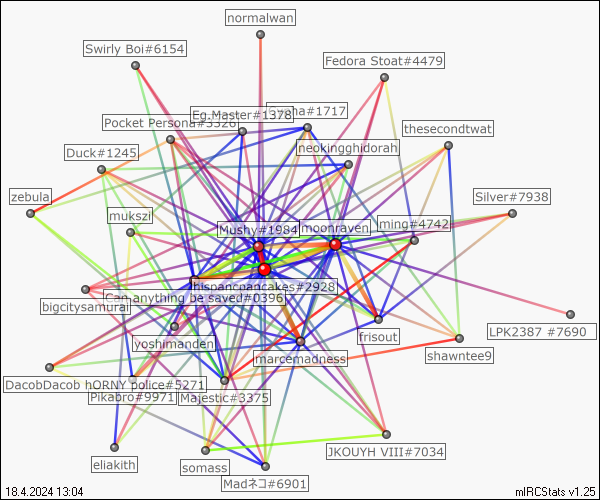 normalwan
Swirly Boi#6154
Fedora Stoat#4479
Eg.Master#1378
#1717
Pocket Persona#3320
thesecondtwat
neokingghidorah
Duck#1245
zebula
Silver#7938
mukszi
ming#4742
Mushy#1984
moonraven
hispancpancakes#2928
Can anything be saved#0396
bigcitysamurai
LPK2387 #7690
yoshimanden
frisout
shawntee9
marcemadness
DacobDacob hORNY police#5271
Pikabro#9971
Majestic#3375
JKOUYH VIII#7034
eliakith
somass
Madネコ#6901
18.4.2024 13:04
mIRCStats v1.25